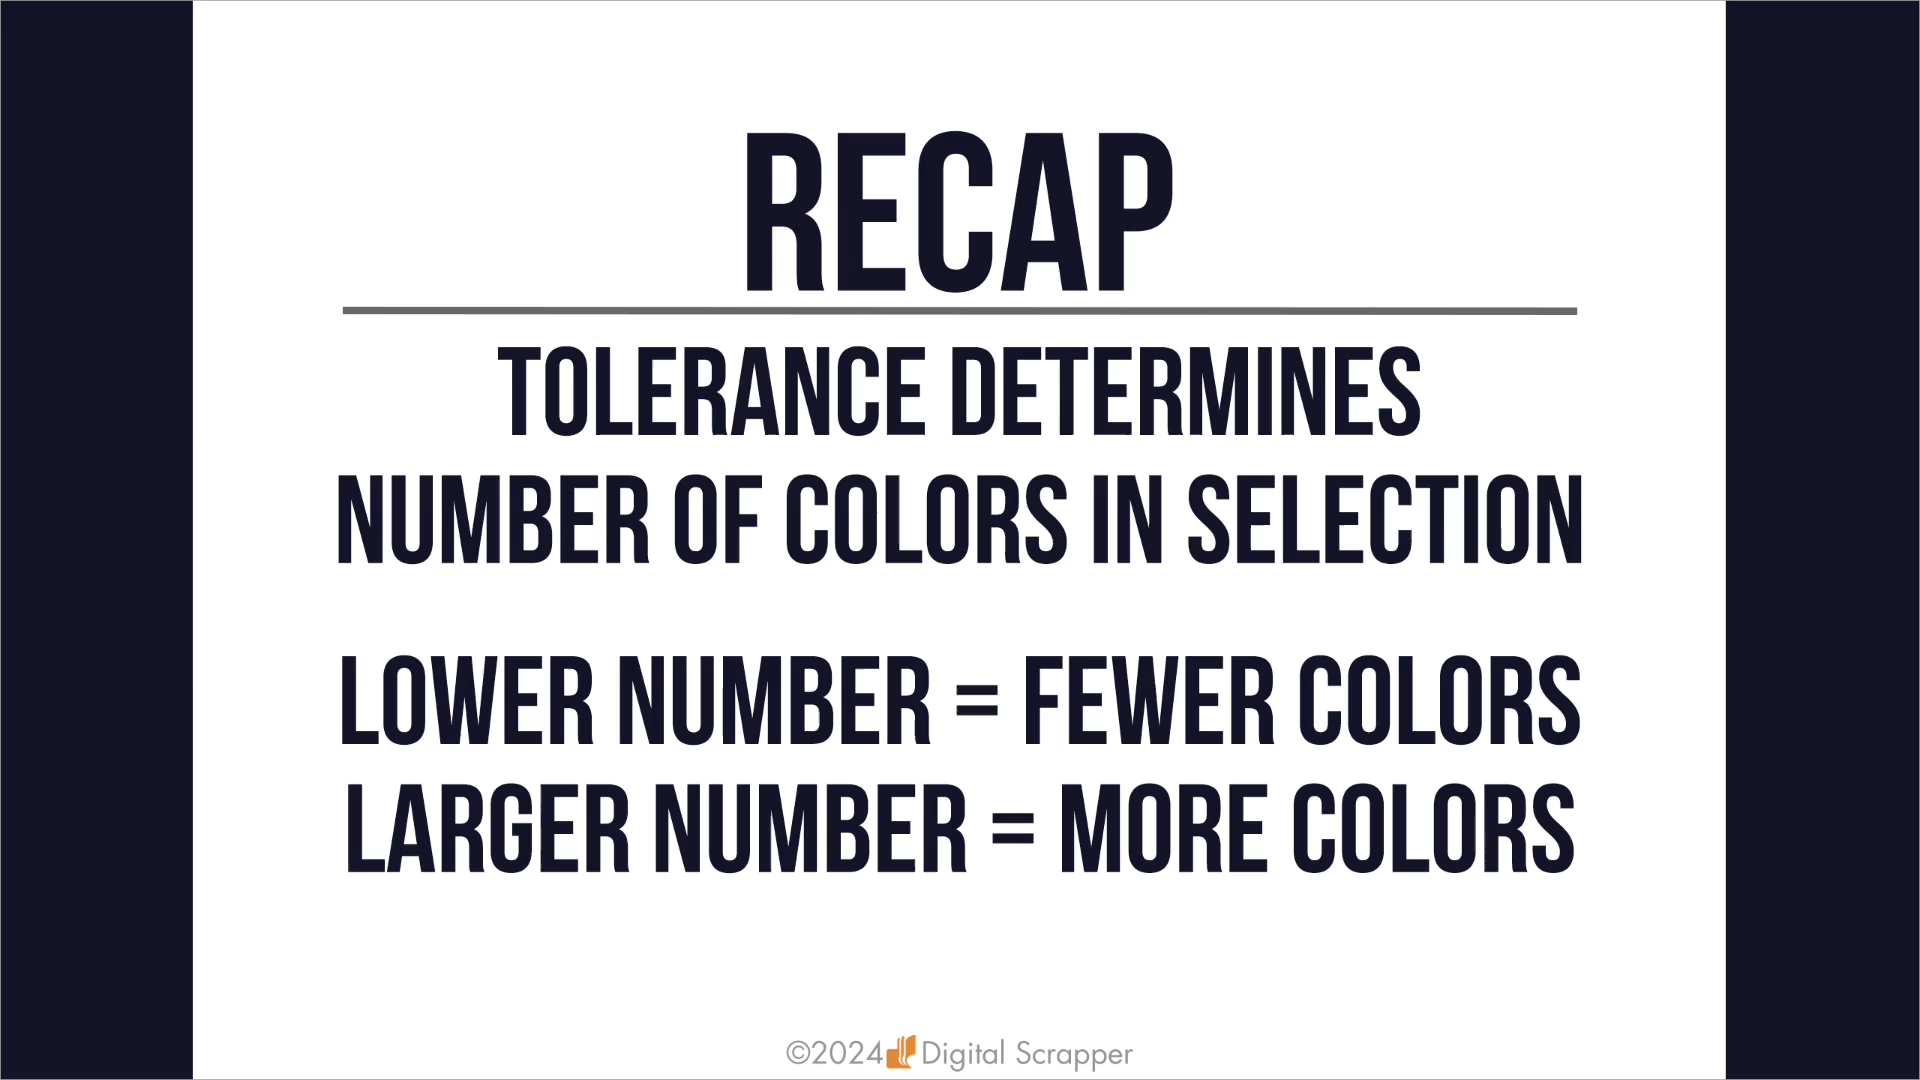 RECAP
TOLERANCE DETERMINES
NUMBER OF COLORS IN SELECTION
LOWER NUMBER = FEWER COLORS
LARGER NUMBER = MORE COLORS
©2024 Digital Scrapper